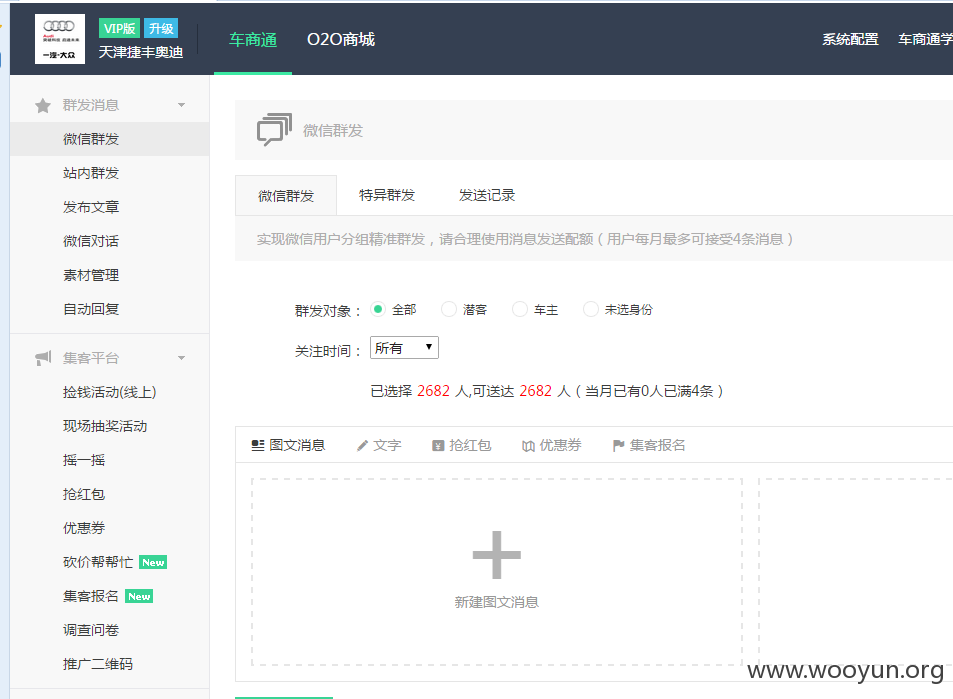 VIP版 升级
天津捷丰奥迪
一汽-大众
车商通 O2O商城
系统配置 车商通学
群发消息
微信群发
站内群发
发布文章
微信对话
素材管理
自动回复
集客平台
捡钱活动(线上)
现场抽奖活动
摇一摇
抢红包
优惠券
砍价帮帮忙 New
集客报名 New
调查问卷
推广二维码
微信群发
微信群发 特异群发 发送记录
实现微信用户分组精准群发，请合理使用消息发送配额（用户每月最多可接受4条消息）
群发对象： 全部 潜客 车主 未选身份
关注时间： 所有
已选择 2682 人,可送达 2682 人（当月已有0人已满4条）
图文消息 文字 抢红包 优惠券 集客报名
新建图文消息
www.wooyun.org